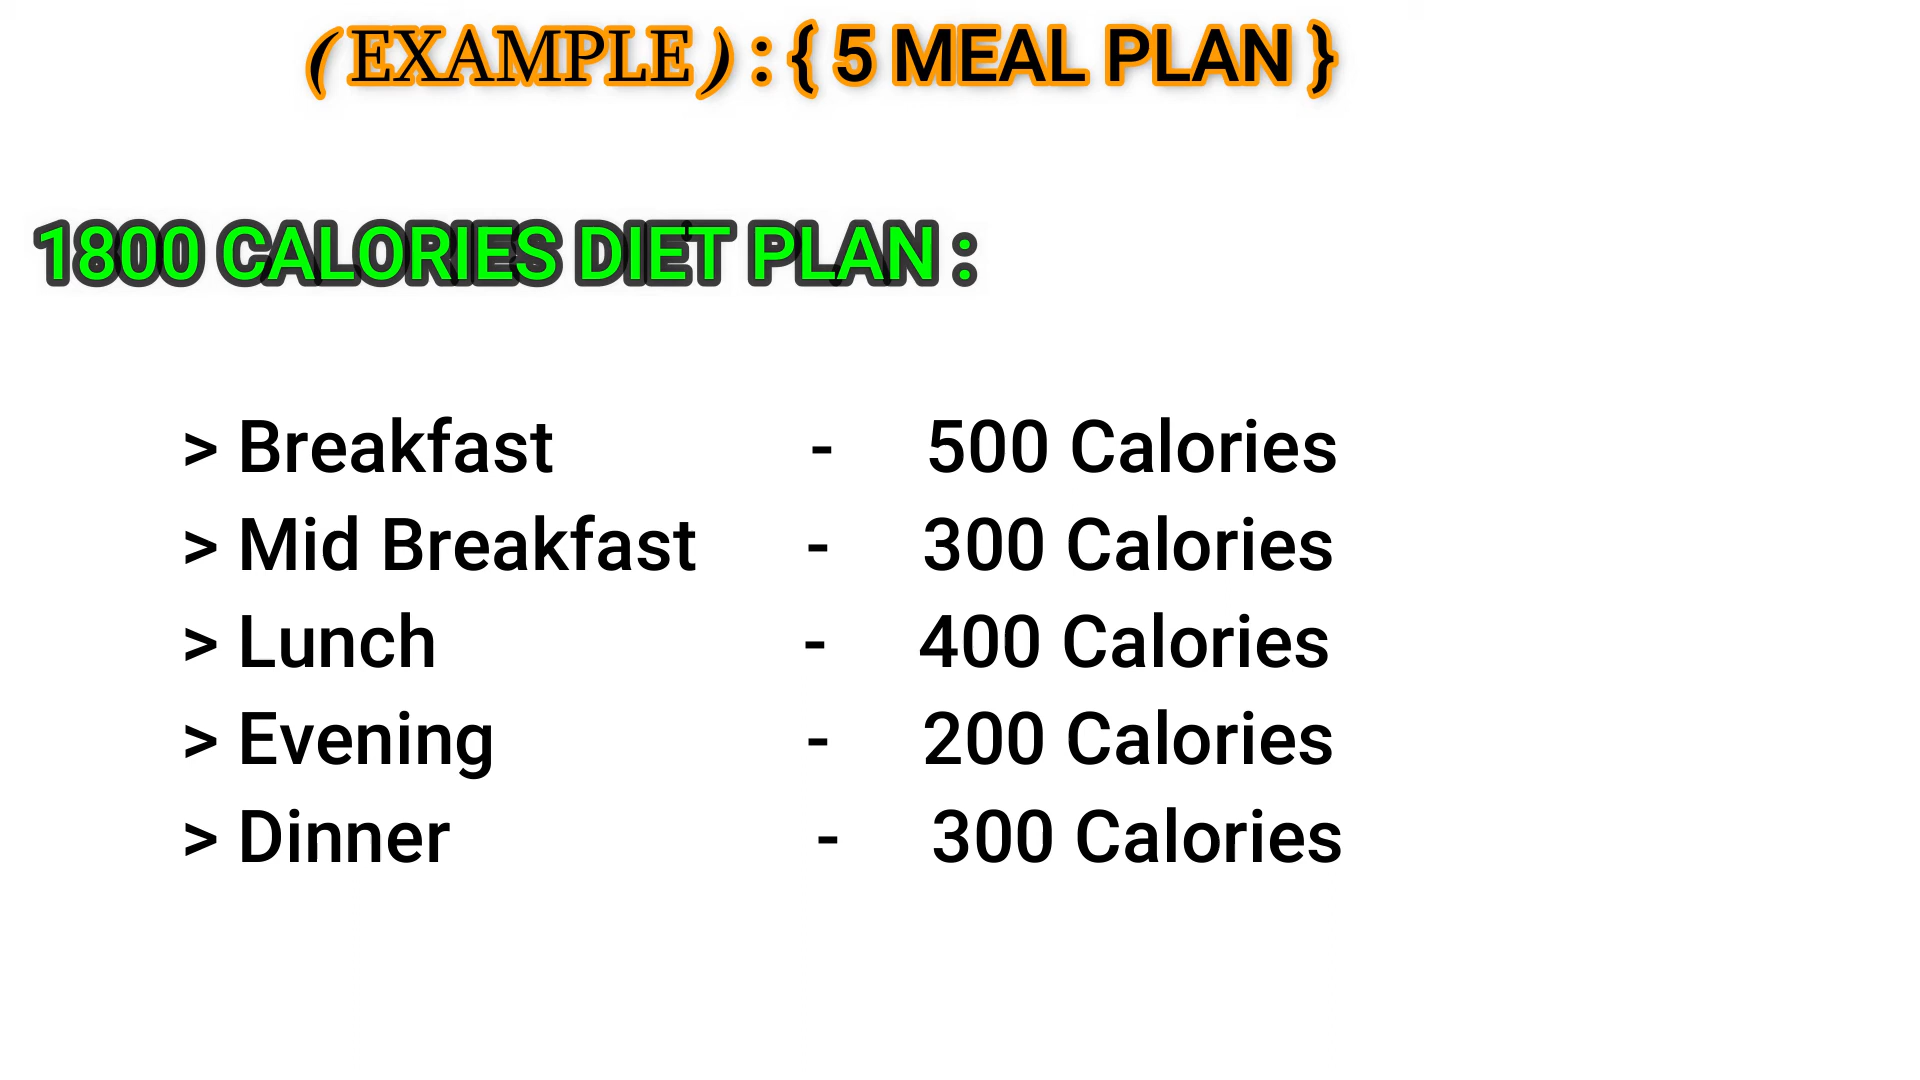 ( EXAMPLE ) : { 5 MEAL PLAN }
1800 CALORIES DIET PLAN :
> Breakfast - 500 Calories
> Mid Breakfast - 300 Calories
> Lunch - 400 Calories
> Evening - 200 Calories
> Dinner - 300 Calories